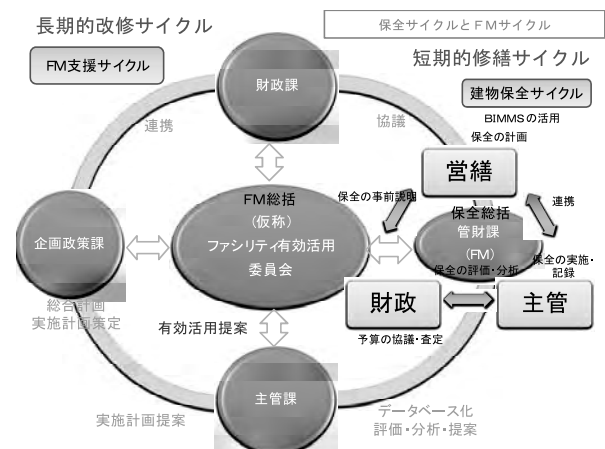 長期的改修サイクル
保全サイクルとFMサイクル
短期的修繕サイクル
FM支援サイクル
財政課
建物保全サイクル
BIMMSの活用
保全の計画
連携
協議
営繕
保全の事前説明
連携
FM総括
(仮称)
ファシリティ有効活用
委員会
保全総括
管財課
(FM)
保全の評価・分析
保全の実施・
記録
企画政策課
総合計画
実施計画策定
財政
主管
有効活用提案
予算の協議・査定
主管課
実施計画提案
データベース化
評価・分析・提案